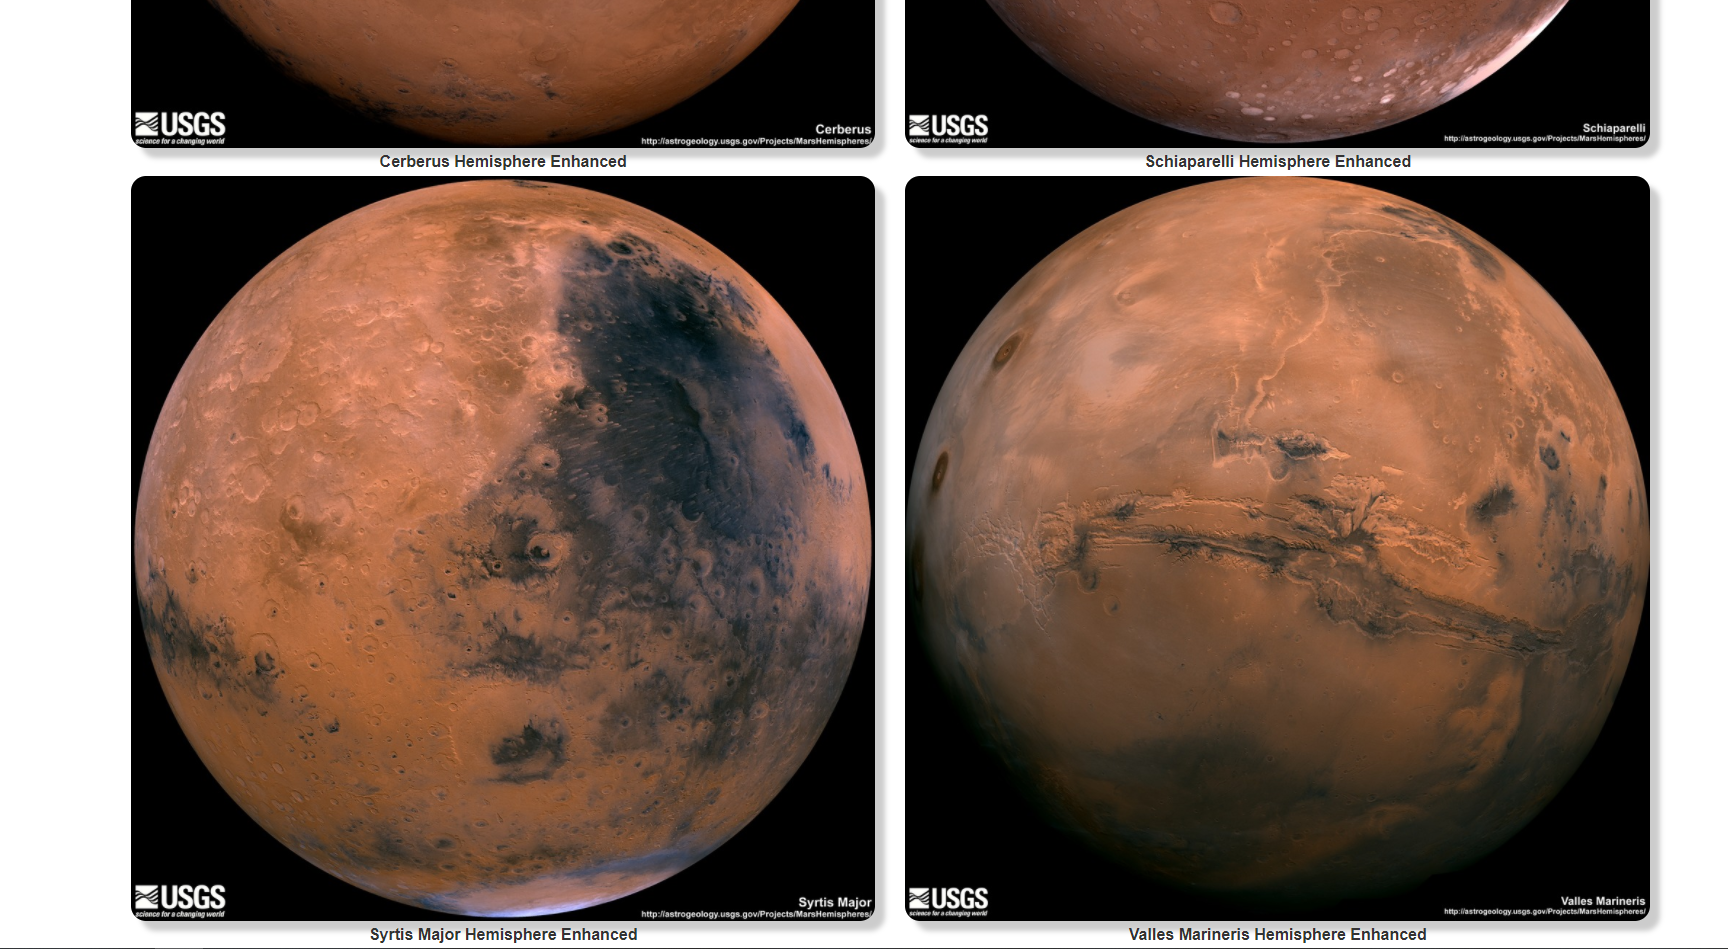 USGS
science for a changing world
Cerberus
http://astrogeology.usgs.gov/Projects/MarsHemispheres/
USGS
science for a changing world
Schiaparelli
http://astrogeology.usgs.gov/Projects/MarsHemispheres/
Cerberus Hemisphere Enhanced
Schiaparelli Hemisphere Enhanced
USGS
science for a changing world
Syrtis Major
http://astrogeology.usgs.gov/Projects/MarsHemispheres/
USGS
science for a changing world
Valles Marineris
http://astrogeology.usgs.gov/Projects/MarsHemispheres/
Syrtis Major Hemisphere Enhanced
Valles Marineris Hemisphere Enhanced